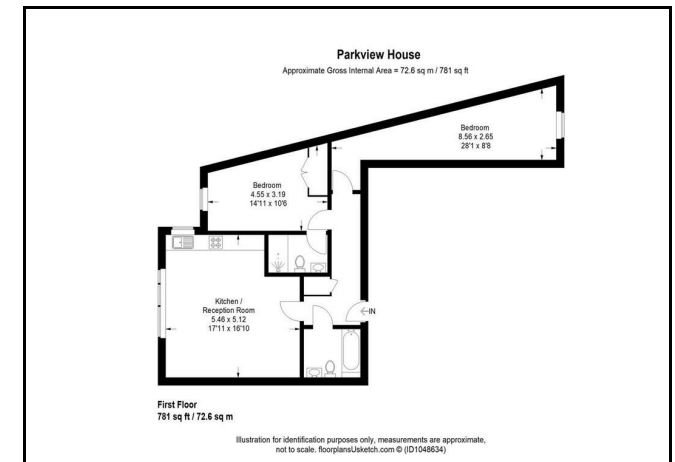 Parkview House
Approximate Gross Internal Area = 72.6 sq m / 781 sq ft
Bedroom
8.56 x 2.65
28'1 x 8'8
Bedroom
4.55 x 3.19
14'11 x 10'6
Kitchen /
Reception Room
5.46 x 5.12
17'11 x 16'10
IN
First Floor
781 sq ft / 72.6 sq m
Illustration for identification purposes only, measurements are approximate,
not to scale. floorplansUsketch.com © (ID1048634)